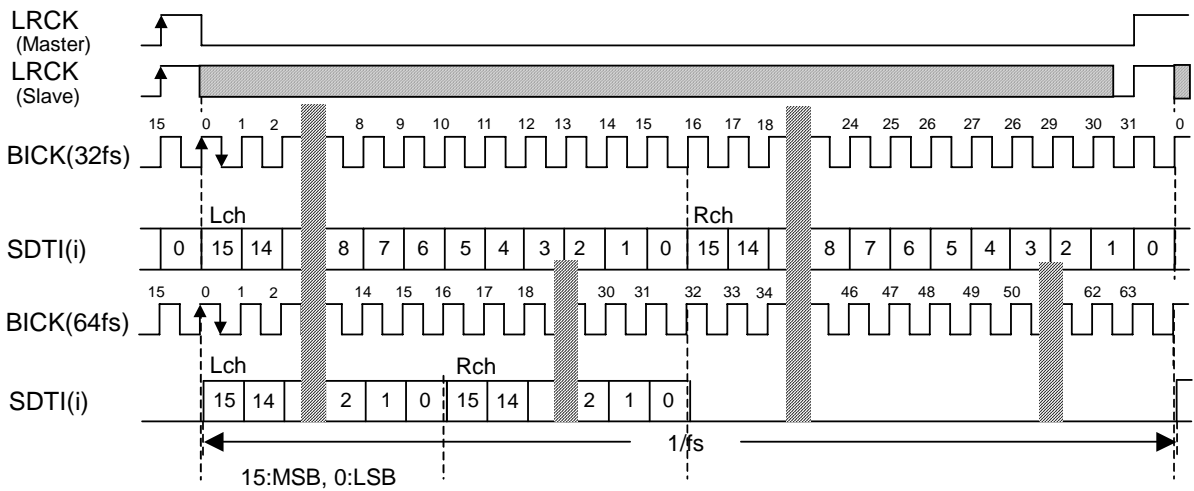 LRCK
(Master)
LRCK
(Slave)
15 0 1 2 8 9 10 11 12 13 14 15 16 17 18 24 25 26 27 26 29 30 31 0
BICK(32fs)
Lch Rch
SDTI(i) 0 15 14 8 7 6 5 4 3 2 1 0 15 14 8 7 6 5 4 3 2 1 0
15 0 1 2 14 15 16 17 18 30 31 32 33 34 46 47 48 49 50 62 63
BICK(64fs)
Lch Rch
SDTI(i) 15 14 2 1 0 15 14 2 1 0
1/fs
15:MSB, 0:LSB